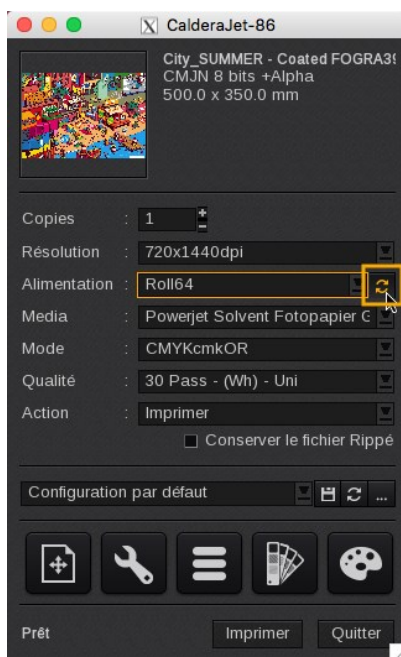 CalderaJet-86
City_SUMMER - Coated FOGRA39
CMJN 8 bits +Alpha
500.0 x 350.0 mm
Copies : 1
Résolution : 720x1440dpi
Alimentation : Roll64
Media : Powerjet Solvent Fotopapier G
Mode : CMYKcmkOR
Qualité : 30 Pass - (Wh) - Uni
Action : Imprimer
Conserver le fichier Rippé
Configuration par défaut ...
Prêt Imprimer Quitter